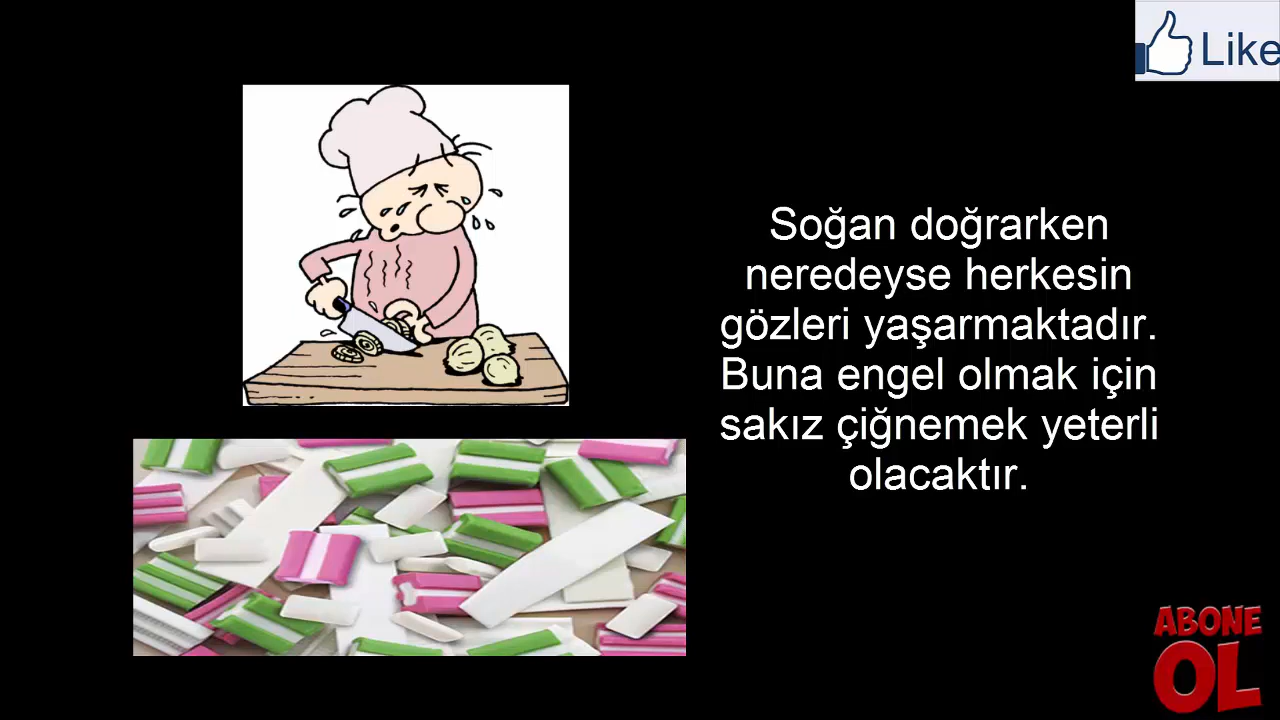 Like
Soğan doğrarken
neredeyse herkesin
gözleri yaşarmaktadır.
Buna engel olmak için
sakız çiğnemek yeterli
olacaktır.
ABONE
OL